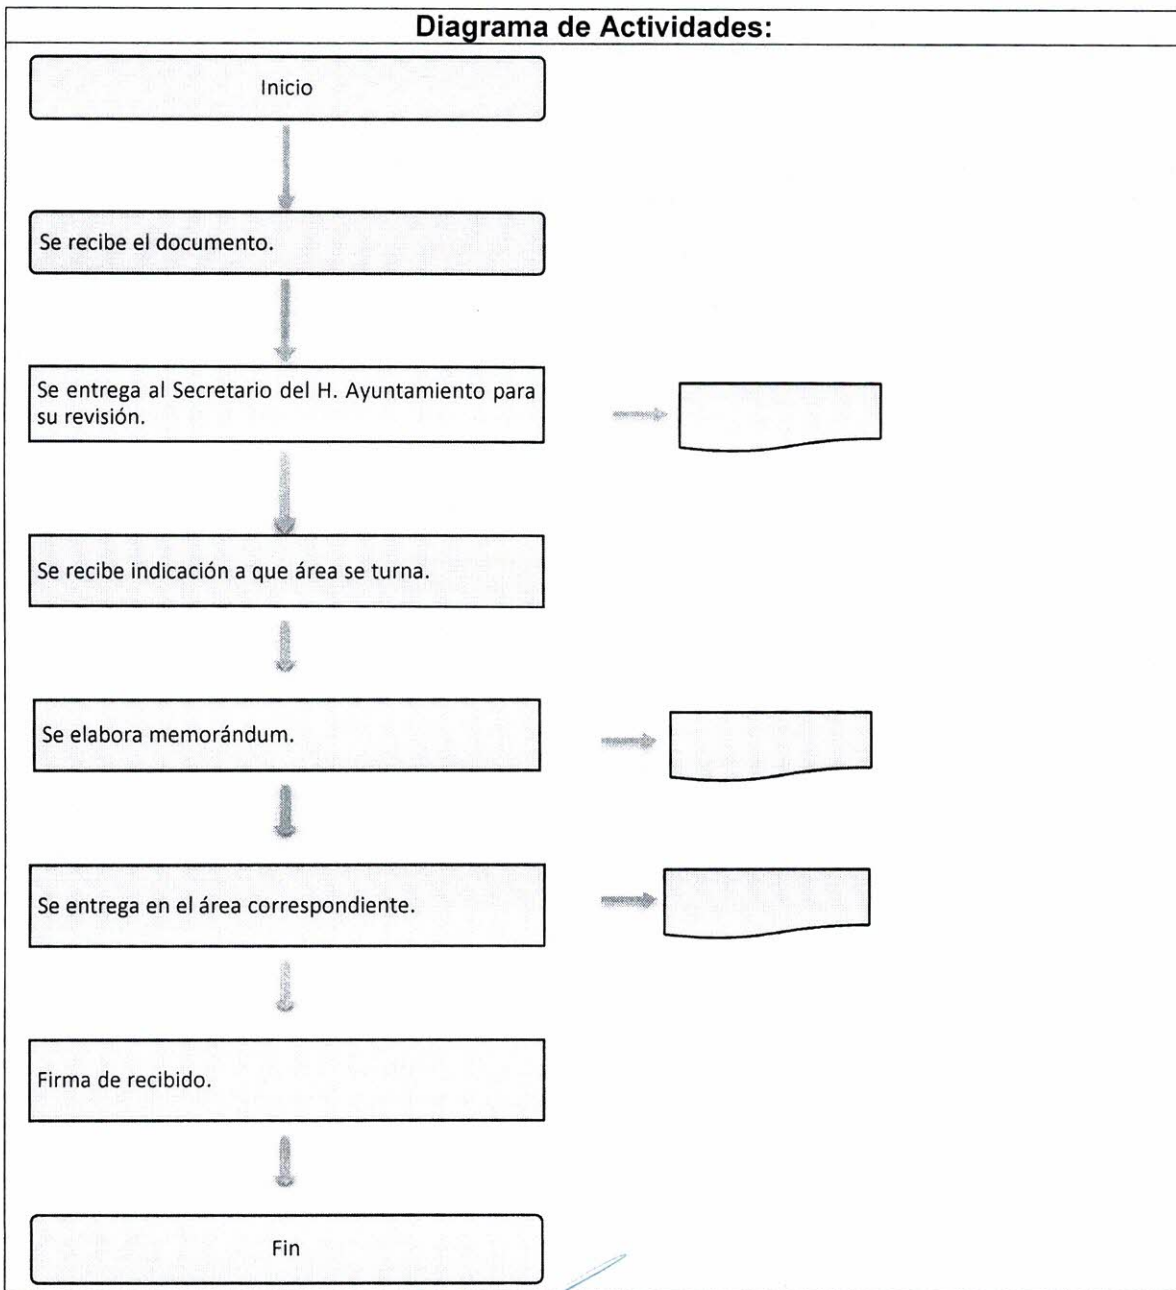 Diagrama de Actividades:
Inicio
Se recibe el documento.
Se entrega al Secretario del H. Ayuntamiento para
su revisión.
Se recibe indicación a que área se turna.
Se elabora memorándum.
Se entrega en el área correspondiente.
Firma de recibido.
Fin